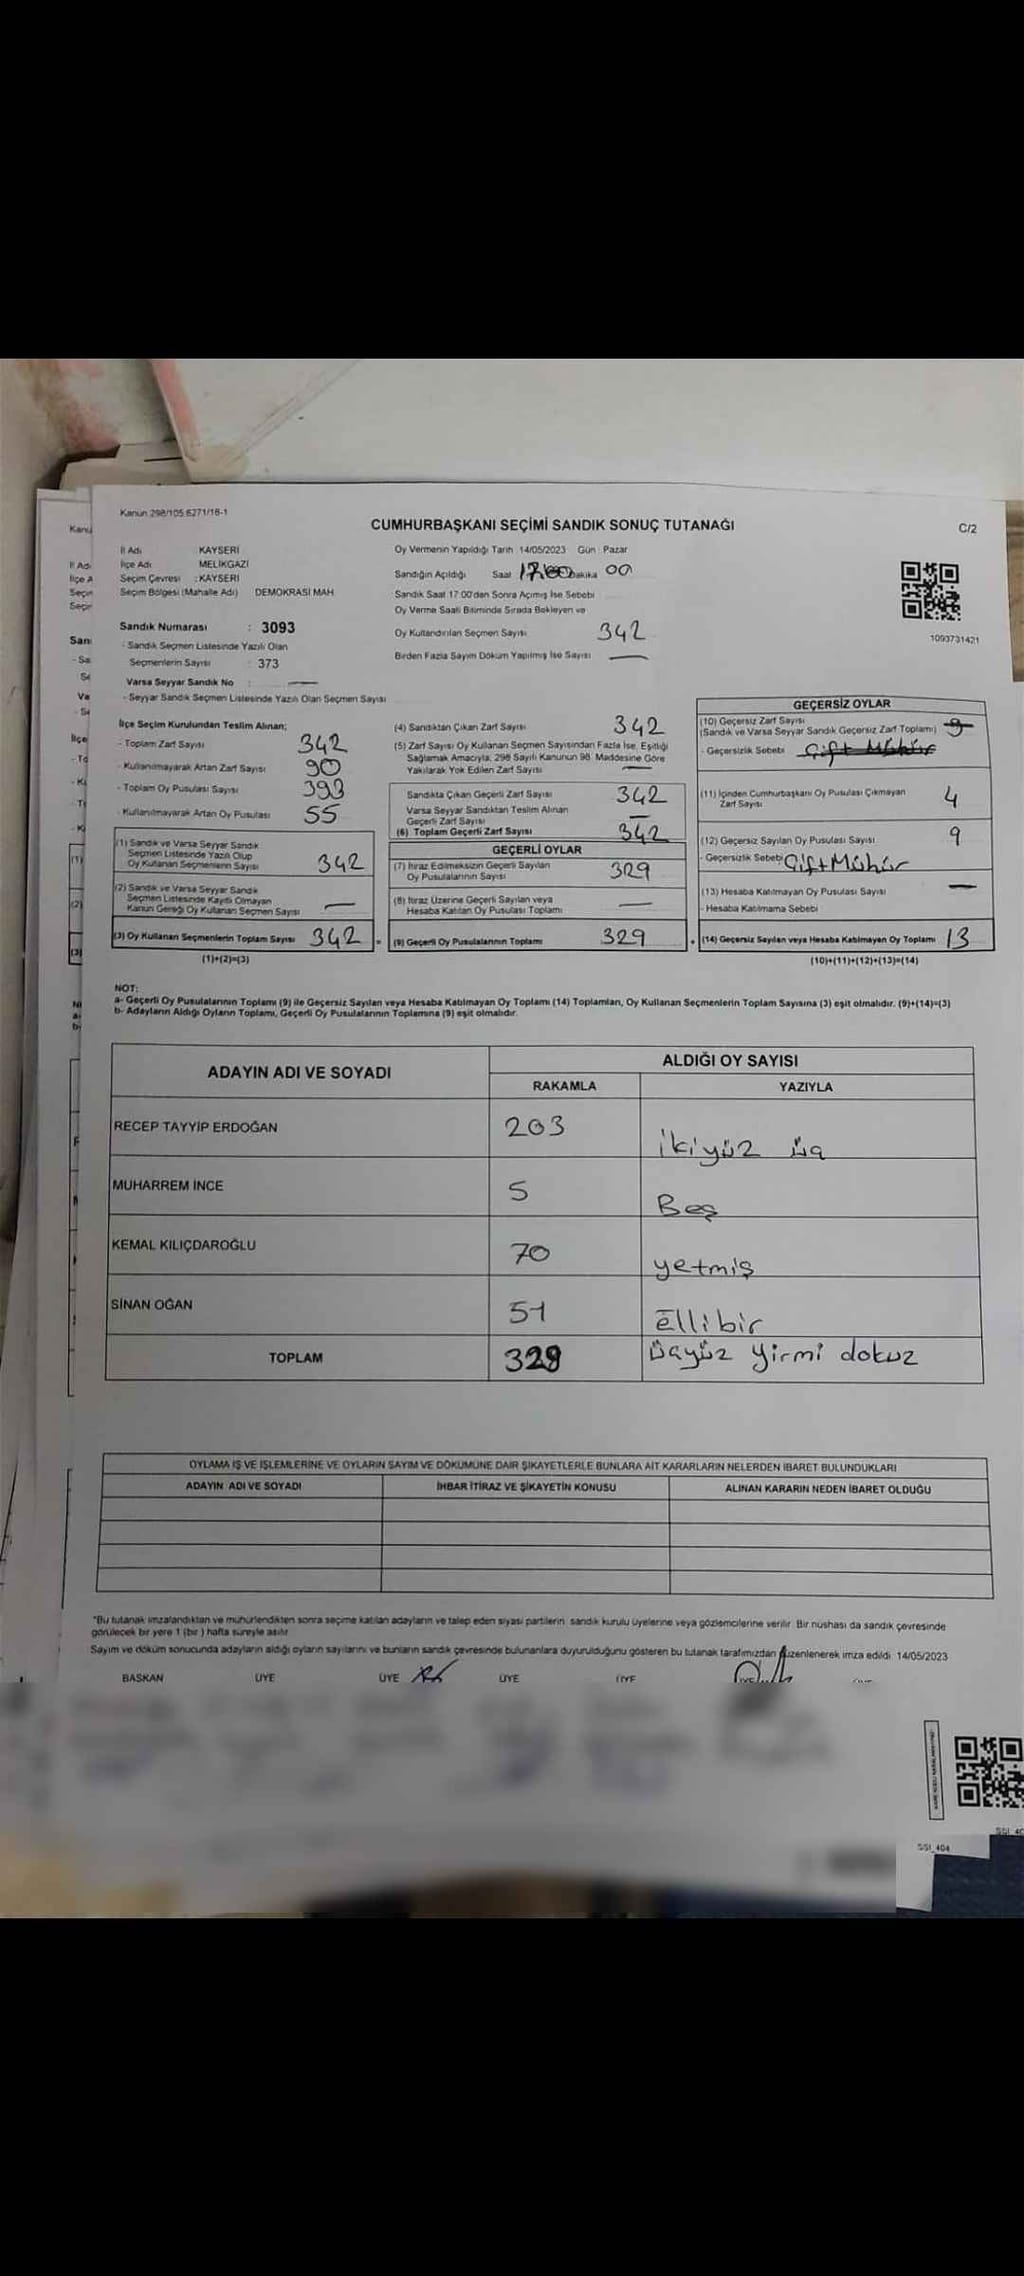 Kanun 298/105 6271/16-1
CUMHURBAŞKANI SEÇİMİ SANDIK SONUÇ TUTANAĞI
C/2
İl Adı KAYSERİ
İlçe Adı MELİKGAZİ
Seçim Çevresi : KAYSERİ
Seçim Bölgesi (Mahalle Adı) DEMOKRASİ MAH
Oy Vermenin Yapıldığı Tarih 14/05/2023 Gün : Pazar
Sandığın Açıldığı Saat 17.00 Dakika 00
Sandık Saat 17:00'den Sonra Açılmış İse Sebebi
Oy Verme Saati Bitiminde Sırada Bekleyen ve
Oy Kullandırılan Seçmen Sayısı 342
Birden Fazla Sayım Döküm Yapılmış İse Sayısı —
1093731421
Sandık Numarası : 3093
- Sandık Seçmen Listesinde Yazılı Olan
Seçmenlerin Sayısı : 373
Varsa Seyyar Sandık No : —
- Seyyar Sandık Seçmen Listesinde Yazılı Olan Seçmen Sayısı
İlçe Seçim Kurulundan Teslim Alınan;
- Toplam Zarf Sayısı 342
- Kullanılmayarak Artan Zarf Sayısı 90
- Toplam Oy Pusulası Sayısı 393
- Kullanılmayarak Artan Oy Pusulası 55
(1) Sandık ve Varsa Seyyar Sandık
Seçmen Listesinde Yazılı Olup
Oy Kullanan Seçmenlerin Sayısı 342
(2) Sandık ve Varsa Seyyar Sandık
Seçmen Listesinde Kayıtlı Olmayan
Kanun Gereği Oy Kullanan Seçmen Sayısı —
(3) Oy Kullanan Seçmenlerin Toplam Sayısı 342
(1)+(2)=(3)
(4) Sandıktan Çıkan Zarf Sayısı 342
(5) Zarf Sayısı Oy Kullanan Seçmen Sayısından Fazla İse, Eşitliği
Sağlamak Amacıyla, 298 Sayılı Kanunun 98. Maddesine Göre
Yakılarak Yok Edilen Zarf Sayısı —
Sandıkta Çıkan Geçerli Zarf Sayısı 342
Varsa Seyyar Sandıktan Teslim Alınan
Geçerli Zarf Sayısı —
(6) Toplam Geçerli Zarf Sayısı 342
GEÇERLİ OYLAR
(7) İtiraz Edilmeksizin Geçerli Sayılan
Oy Pusulalarının Sayısı 329
(8) İtiraz Üzerine Geçerli Sayılan veya
Hesaba Katılan Oy Pusulası Toplamı —
(9) Geçerli Oy Pusulalarının Toplamı 329
GEÇERSİZ OYLAR
(10) Geçersiz Zarf Sayısı
(Sandık ve Varsa Seyyar Sandık Geçersiz Zarf Toplamı) 9
- Geçersizlik Sebebi Çift Mühür
(11) İçinden Cumhurbaşkanı Oy Pusulası Çıkmayan
Zarf Sayısı 4
(12) Geçersiz Sayılan Oy Pusulası Sayısı 9
- Geçersizlik Sebebi Çift Mühür
(13) Hesaba Katılmayan Oy Pusulası Sayısı —
- Hesaba Katılmama Sebebi
(14) Geçersiz Sayılan veya Hesaba Katılmayan Oy Toplamı 13
(10)+(11)+(12)+(13)=(14)
NOT:
a- Geçerli Oy Pusulalarının Toplamı (9) ile Geçersiz Sayılan veya Hesaba Katılmayan Oy Toplamı (14) Toplamları, Oy Kullanan Seçmenlerin Toplam Sayısına (3) eşit olmalıdır. (9)+(14)=(3)
b- Adayların Aldığı Oyların Toplamı, Geçerli Oy Pusulalarının Toplamına (9) eşit olmalıdır.
ADAYIN ADI VE SOYADI
ALDIĞI OY SAYISI
RAKAMLA YAZIYLA
RECEP TAYYİP ERDOĞAN 203 ikiyüz üç
MUHARREM İNCE 5 Beş
KEMAL KILIÇDAROĞLU 70 yetmiş
SİNAN OĞAN 51 ellibir
TOPLAM 329 üçyüz yirmi dokuz
OYLAMA İŞ VE İŞLEMLERİNE VE OYLARIN SAYIM VE DÖKÜMÜNE DAİR ŞİKAYETLERLE BUNLARA AİT KARARLARIN NELERDEN İBARET BULUNDUKLARI
ADAYIN ADI VE SOYADI İHBAR İTİRAZ VE ŞİKAYETİN KONUSU ALINAN KARARIN NEDEN İBARET OLDUĞU
"Bu tutanak imzalandıktan ve mühürlendikten sonra seçime katılan adayların ve talep eden siyasi partilerin sandık kurulu üyelerine veya gözlemcilerine verilir. Bir nüshası da sandık çevresinde
görülecek bir yere 1 (bir) hafta süreyle asılır.
Sayım ve döküm sonucunda adayların aldığı oyların sayılarını ve bunların sandık çevresinde bulunanlara duyurulduğunu gösteren bu tutanak tarafımızdan düzenlenerek imza edildi 14/05/2023
BAŞKAN ÜYE ÜYE ÜYE ÜYE ÜYE
SSI_404